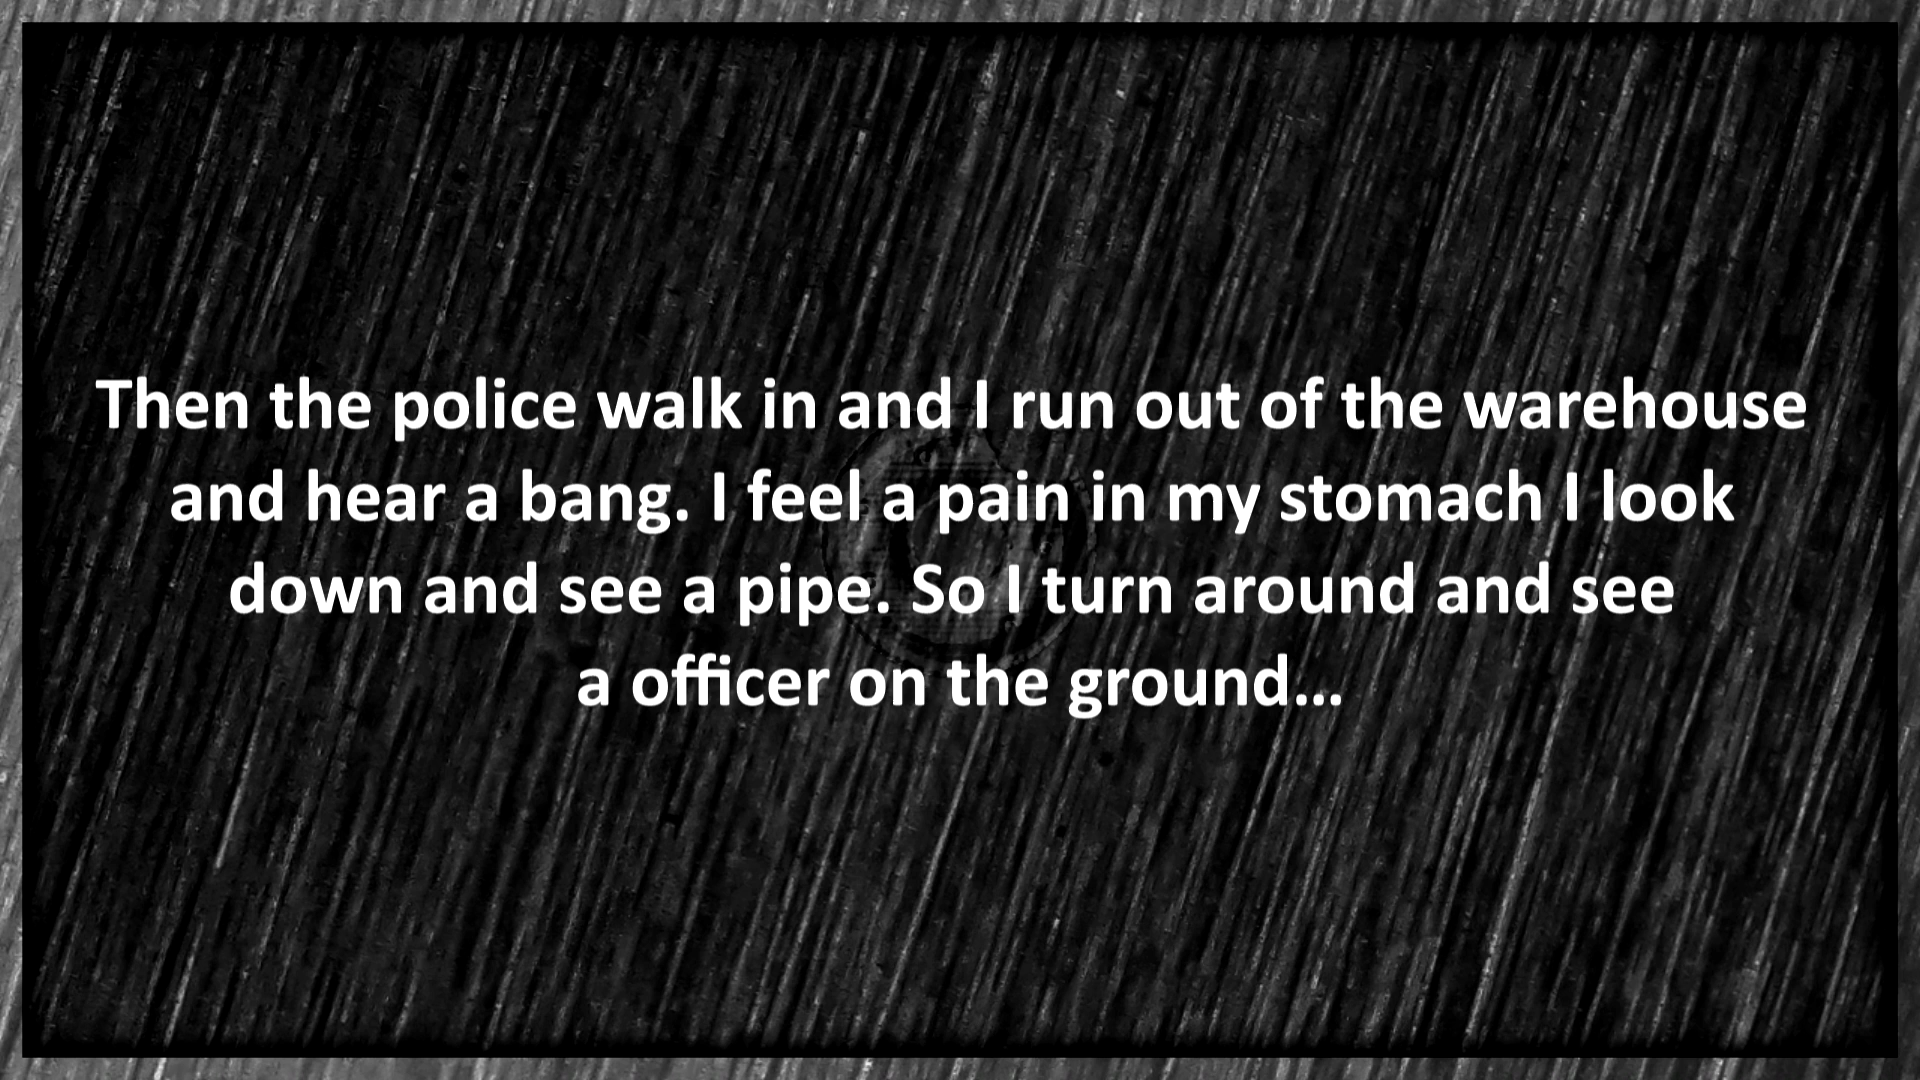 Then the police walk in and I run out of the warehouse
and hear a bang. I feel a pain in my stomach I look
down and see a pipe. So I turn around and see
a officer on the ground...